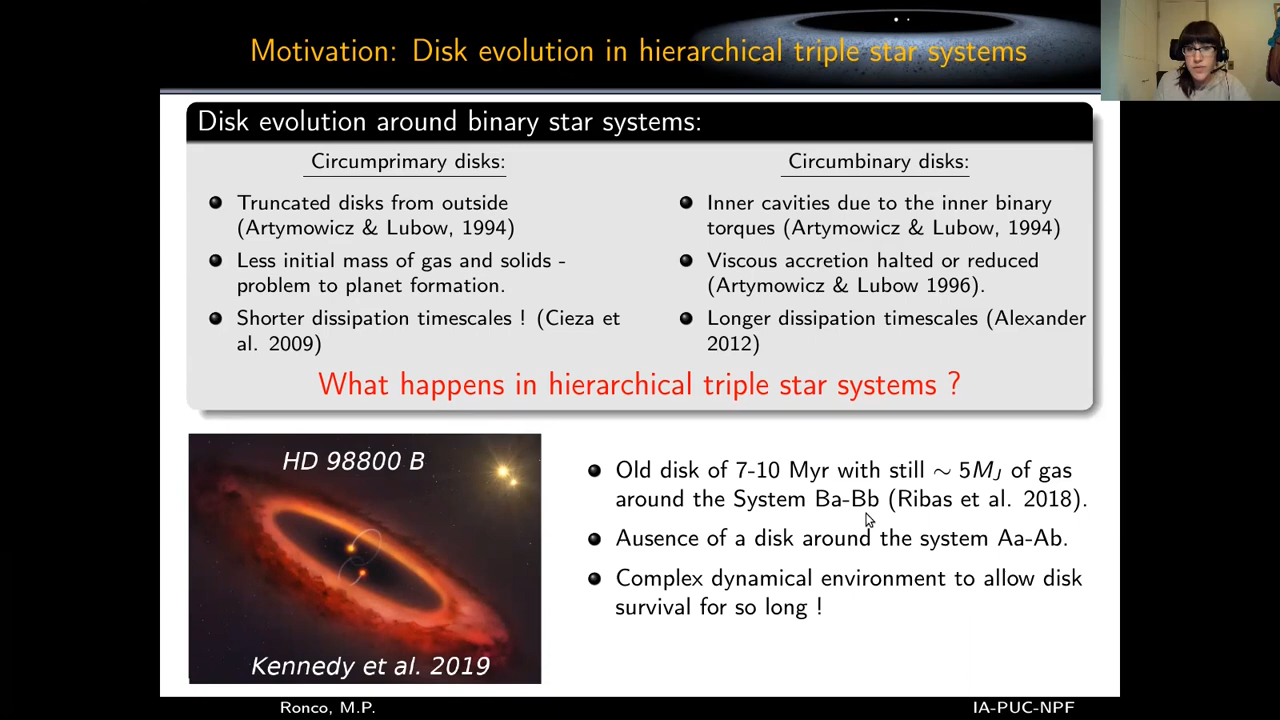 Motivation: Disk evolution in hierarchical triple star systems
Disk evolution around binary star systems:
Circumprimary disks:
Truncated disks from outside
(Artymowicz & Lubow, 1994)
Less initial mass of gas and solids -
problem to planet formation.
Shorter dissipation timescales ! (Cieza et
al. 2009)
Circumbinary disks:
Inner cavities due to the inner binary
torques (Artymowicz & Lubow, 1994)
Viscous accretion halted or reduced
(Artymowicz & Lubow 1996).
Longer dissipation timescales (Alexander
2012)
What happens in hierarchical triple star systems ?
HD 98800 B
Kennedy et al. 2019
Old disk of 7-10 Myr with still ∼ 5M_J of gas
around the System Ba-Bb (Ribas et al. 2018).
Ausence of a disk around the system Aa-Ab.
Complex dynamical environment to allow disk
survival for so long !
Ronco, M.P.
IA-PUC-NPF